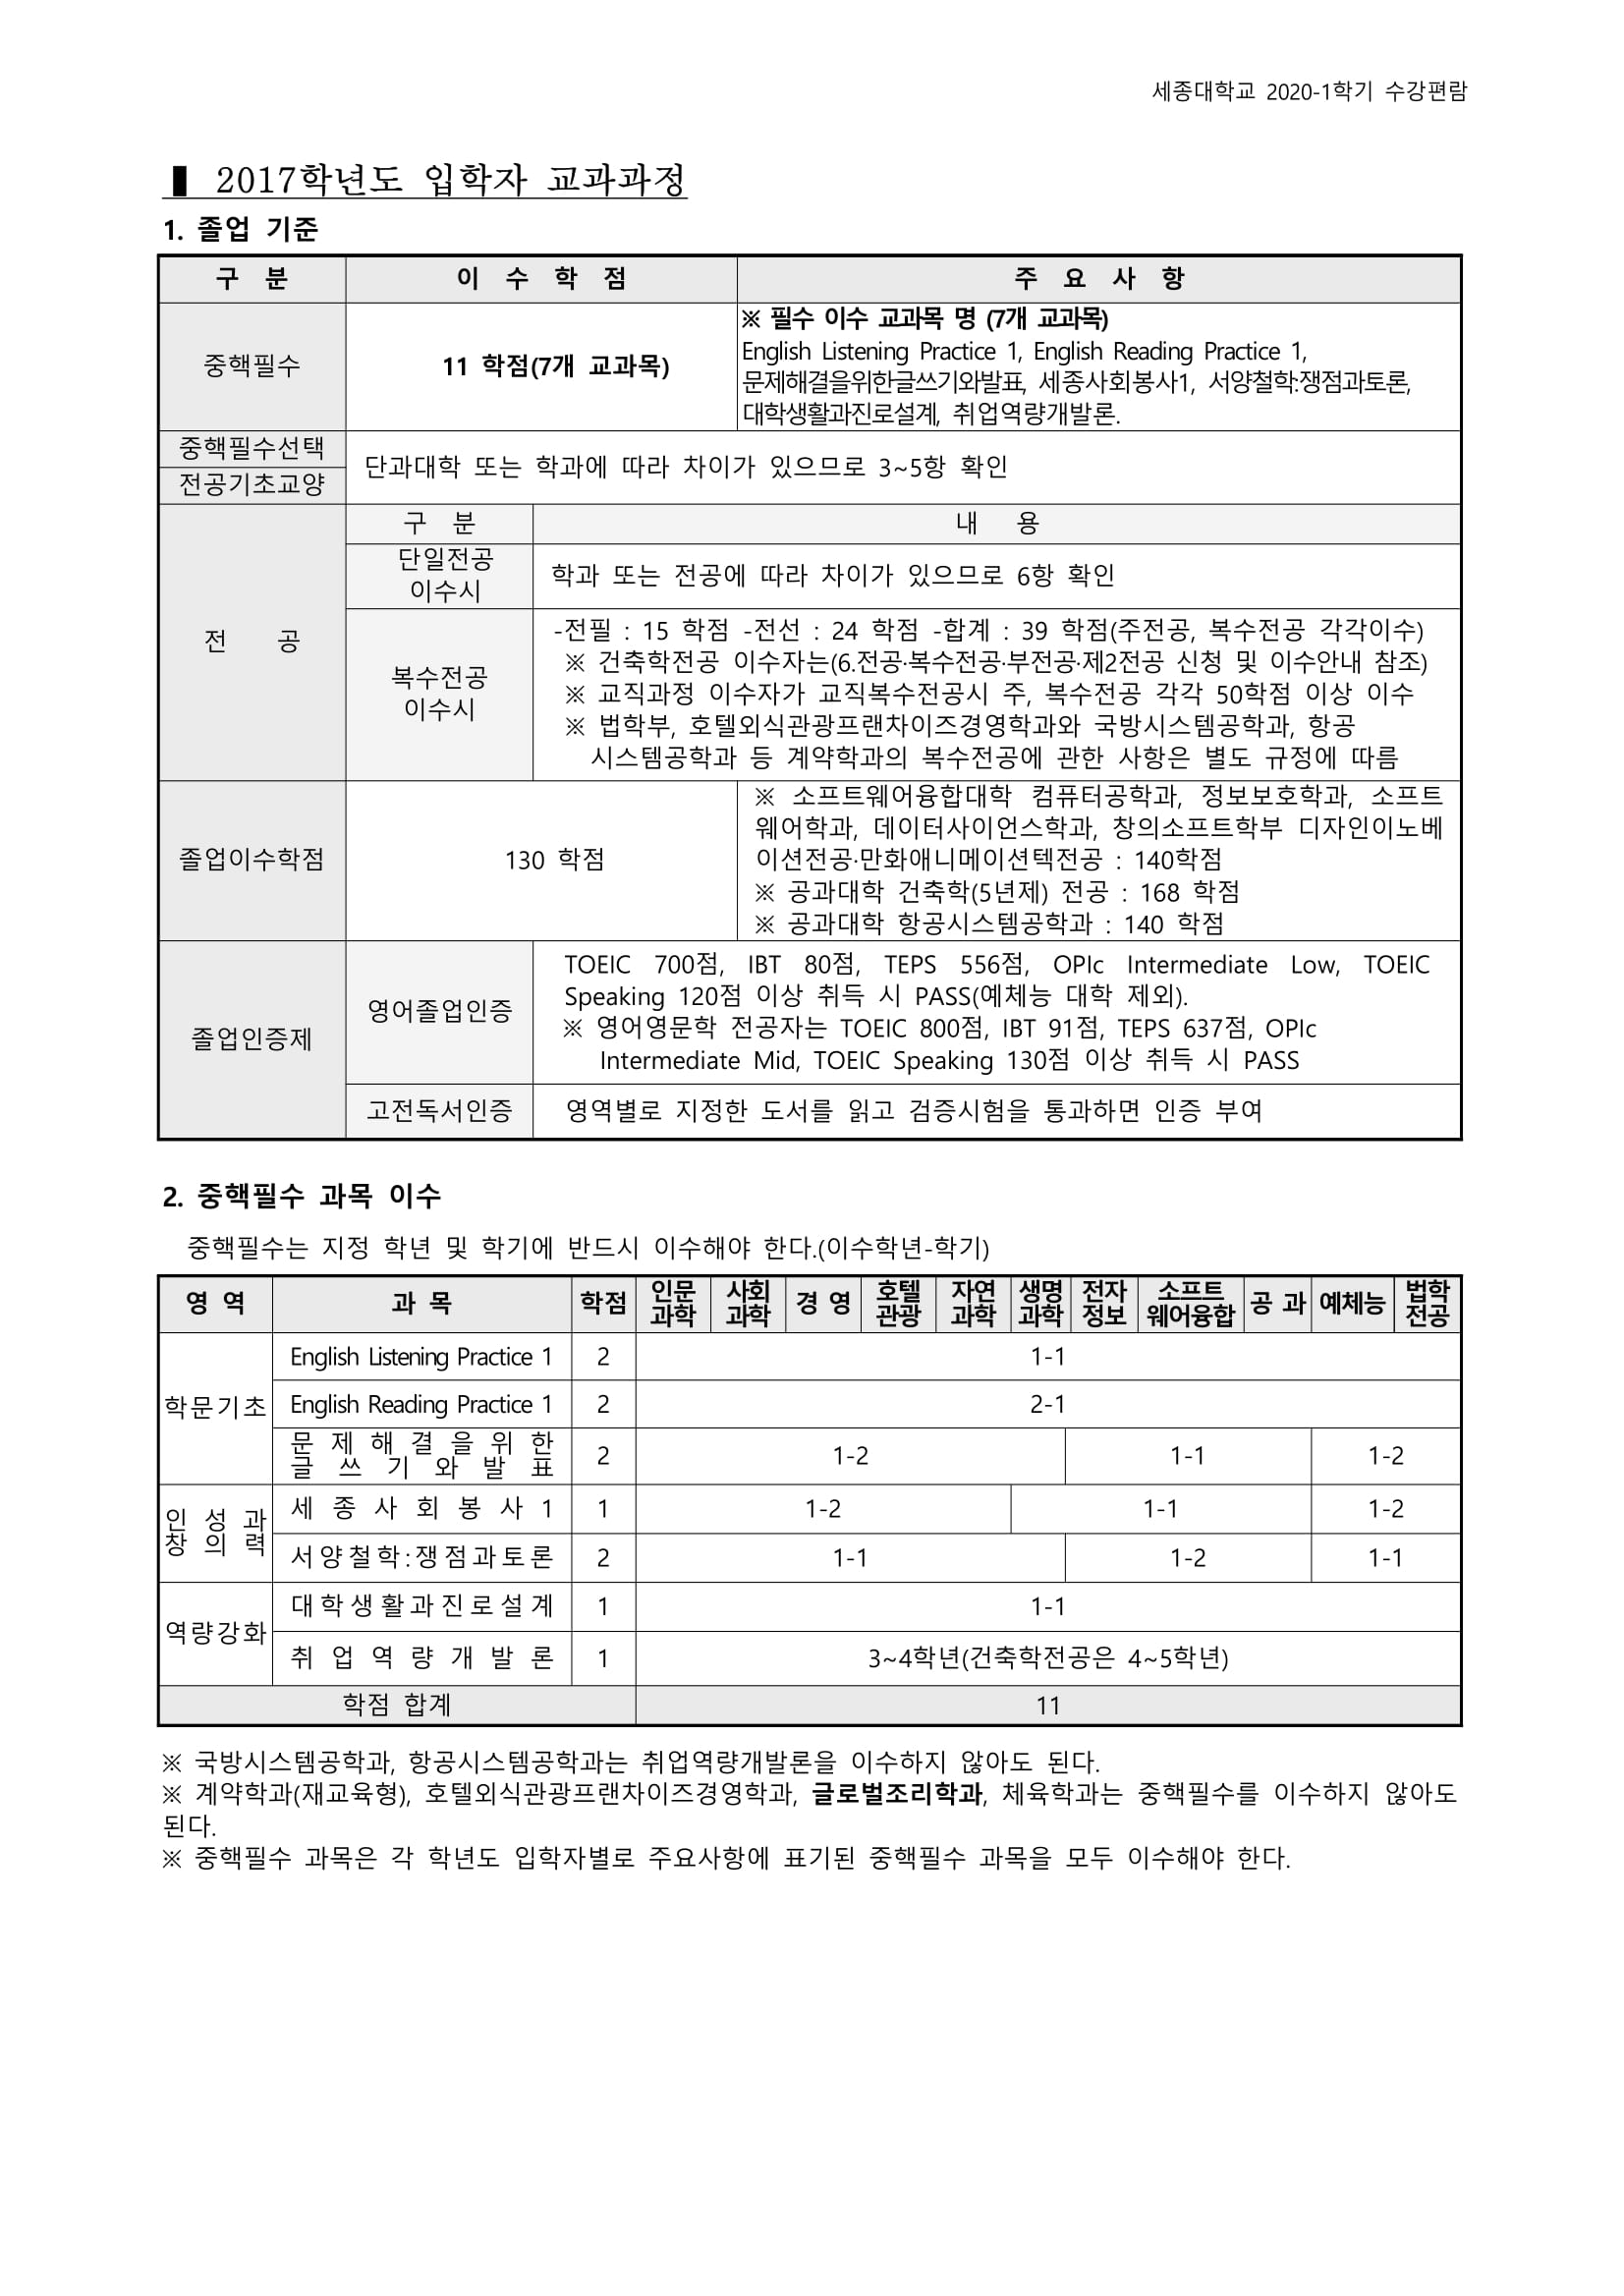 세종대학교 2020-1학기 수강편람
▌ 2017학년도 입학자 교과과정
1. 졸업 기준
구 분 이 수 학 점 주 요 사 항
중핵필수 11 학점(7개 교과목)
※ 필수 이수 교과목 명 (7개 교과목)
English Listening Practice 1, English Reading Practice 1,
문제해결을위한글쓰기와발표, 세종사회봉사1, 서양철학:쟁점과토론,
대학생활과진로설계, 취업역량개발론.
중핵필수선택
전공기초교양
단과대학 또는 학과에 따라 차이가 있으므로 3~5항 확인
전 공
구 분 내 용
단일전공
이수시
학과 또는 전공에 따라 차이가 있으므로 6항 확인
복수전공
이수시
-전필 : 15 학점 -전선 : 24 학점 -합계 : 39 학점(주전공, 복수전공 각각이수)
※ 건축학전공 이수자는(6.전공·복수전공·부전공·제2전공 신청 및 이수안내 참조)
※ 교직과정 이수자가 교직복수전공시 주, 복수전공 각각 50학점 이상 이수
※ 법학부, 호텔외식관광프랜차이즈경영학과와 국방시스템공학과, 항공
시스템공학과 등 계약학과의 복수전공에 관한 사항은 별도 규정에 따름
졸업이수학점 130 학점
※ 소프트웨어융합대학 컴퓨터공학과, 정보보호학과, 소프트
웨어학과, 데이터사이언스학과, 창의소프트학부 디자인이노베
이션전공·만화애니메이션텍전공 : 140학점
※ 공과대학 건축학(5년제) 전공 : 168 학점
※ 공과대학 항공시스템공학과 : 140 학점
졸업인증제
영어졸업인증
TOEIC 700점, IBT 80점, TEPS 556점, OPIc Intermediate Low, TOEIC
Speaking 120점 이상 취득 시 PASS(예체능 대학 제외).
※ 영어영문학 전공자는 TOEIC 800점, IBT 91점, TEPS 637점, OPIc
Intermediate Mid, TOEIC Speaking 130점 이상 취득 시 PASS
고전독서인증 영역별로 지정한 도서를 읽고 검증시험을 통과하면 인증 부여
2. 중핵필수 과목 이수
중핵필수는 지정 학년 및 학기에 반드시 이수해야 한다.(이수학년-학기)
영 역 과 목 학점 인문과학 사회과학 경 영 호텔관광 자연과학 생명과학 전자정보 소프트웨어융합 공 과 예체능 법학전공
학문기초
English Listening Practice 1 2 1-1
English Reading Practice 1 2 2-1
문 제 해 결 을 위 한
글 쓰 기 와 발 표
2 1-2 1-1 1-2
인 성 과
창 의 력
세 종 사 회 봉 사 1 1 1-2 1-1 1-2
서양철학:쟁점과토론 2 1-1 1-2 1-1
역량강화
대학생활과진로설계 1 1-1
취 업 역 량 개 발 론 1 3~4학년(건축학전공은 4~5학년)
학점 합계 11
※ 국방시스템공학과, 항공시스템공학과는 취업역량개발론을 이수하지 않아도 된다.
※ 계약학과(재교육형), 호텔외식관광프랜차이즈경영학과, 글로벌조리학과, 체육학과는 중핵필수를 이수하지 않아도
된다.
※ 중핵필수 과목은 각 학년도 입학자별로 주요사항에 표기된 중핵필수 과목을 모두 이수해야 한다.